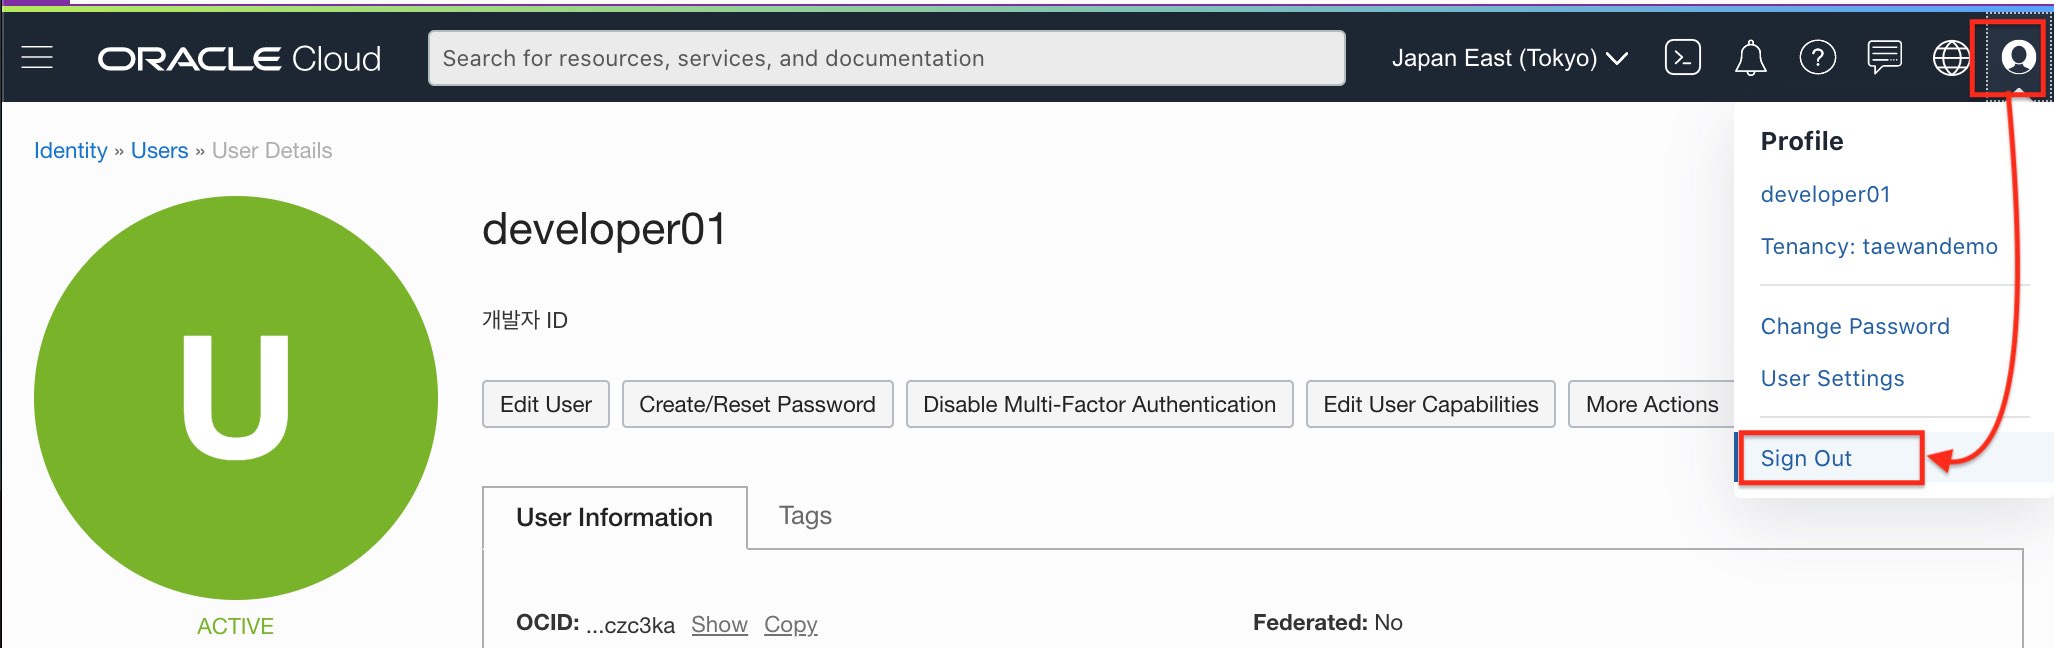 ORACLE Cloud
Search for resources, services, and documentation
Japan East (Tokyo)
Identity » Users » User Details
Profile
developer01
Tenancy: taewandemo
Change Password
User Settings
Sign Out
U
ACTIVE
developer01
개발자 ID
Edit User
Create/Reset Password
Disable Multi-Factor Authentication
Edit User Capabilities
More Actions
User Information
Tags
OCID: ...czc3ka Show Copy
Federated: No